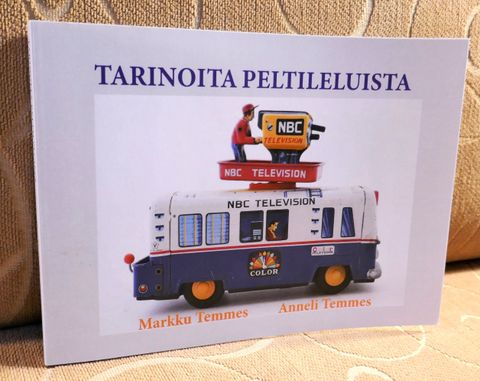 TARINOITA PELTILELUISTA
NBC
TELEVISION
NBC TELEVISION
NBC TELEVISION
COLOR
Markku Temmes
Anneli Temmes